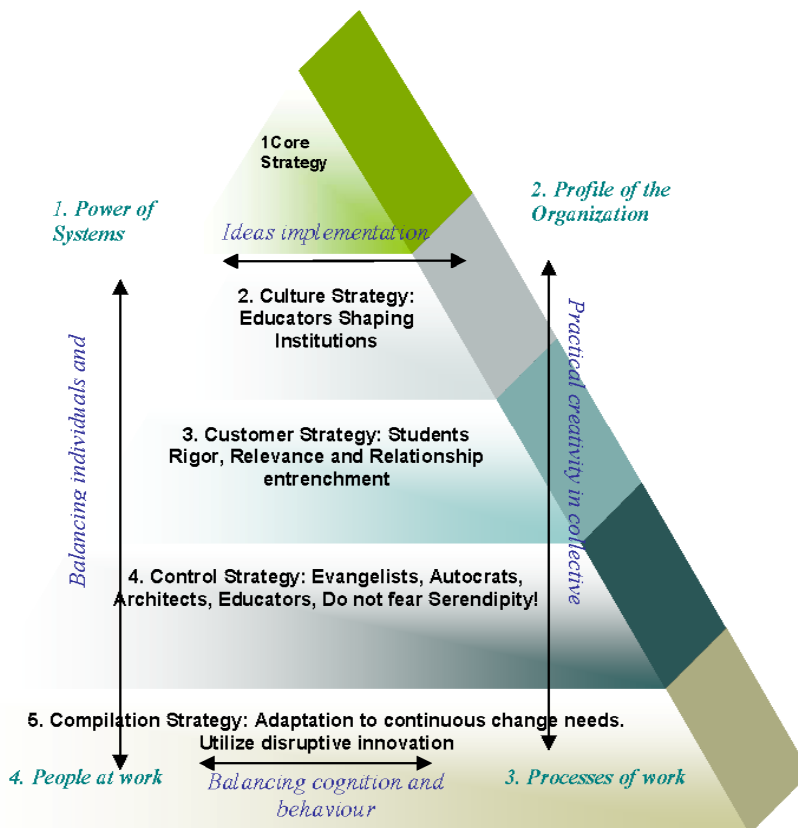 1Core
Strategy
1. Power of
Systems
2. Profile of the
Organization
Ideas implementation
2. Culture Strategy:
Educators Shaping
Institutions
Balancing individuals and
Practical creativity in collective
3. Customer Strategy: Students
Rigor, Relevance and Relationship
entrenchment
4. Control Strategy: Evangelists, Autocrats,
Architects, Educators, Do not fear Serendipity!
5. Compilation Strategy: Adaptation to continuous change needs.
Utilize disruptive innovation
4. People at work
Balancing cognition and
behaviour
3. Processes of work